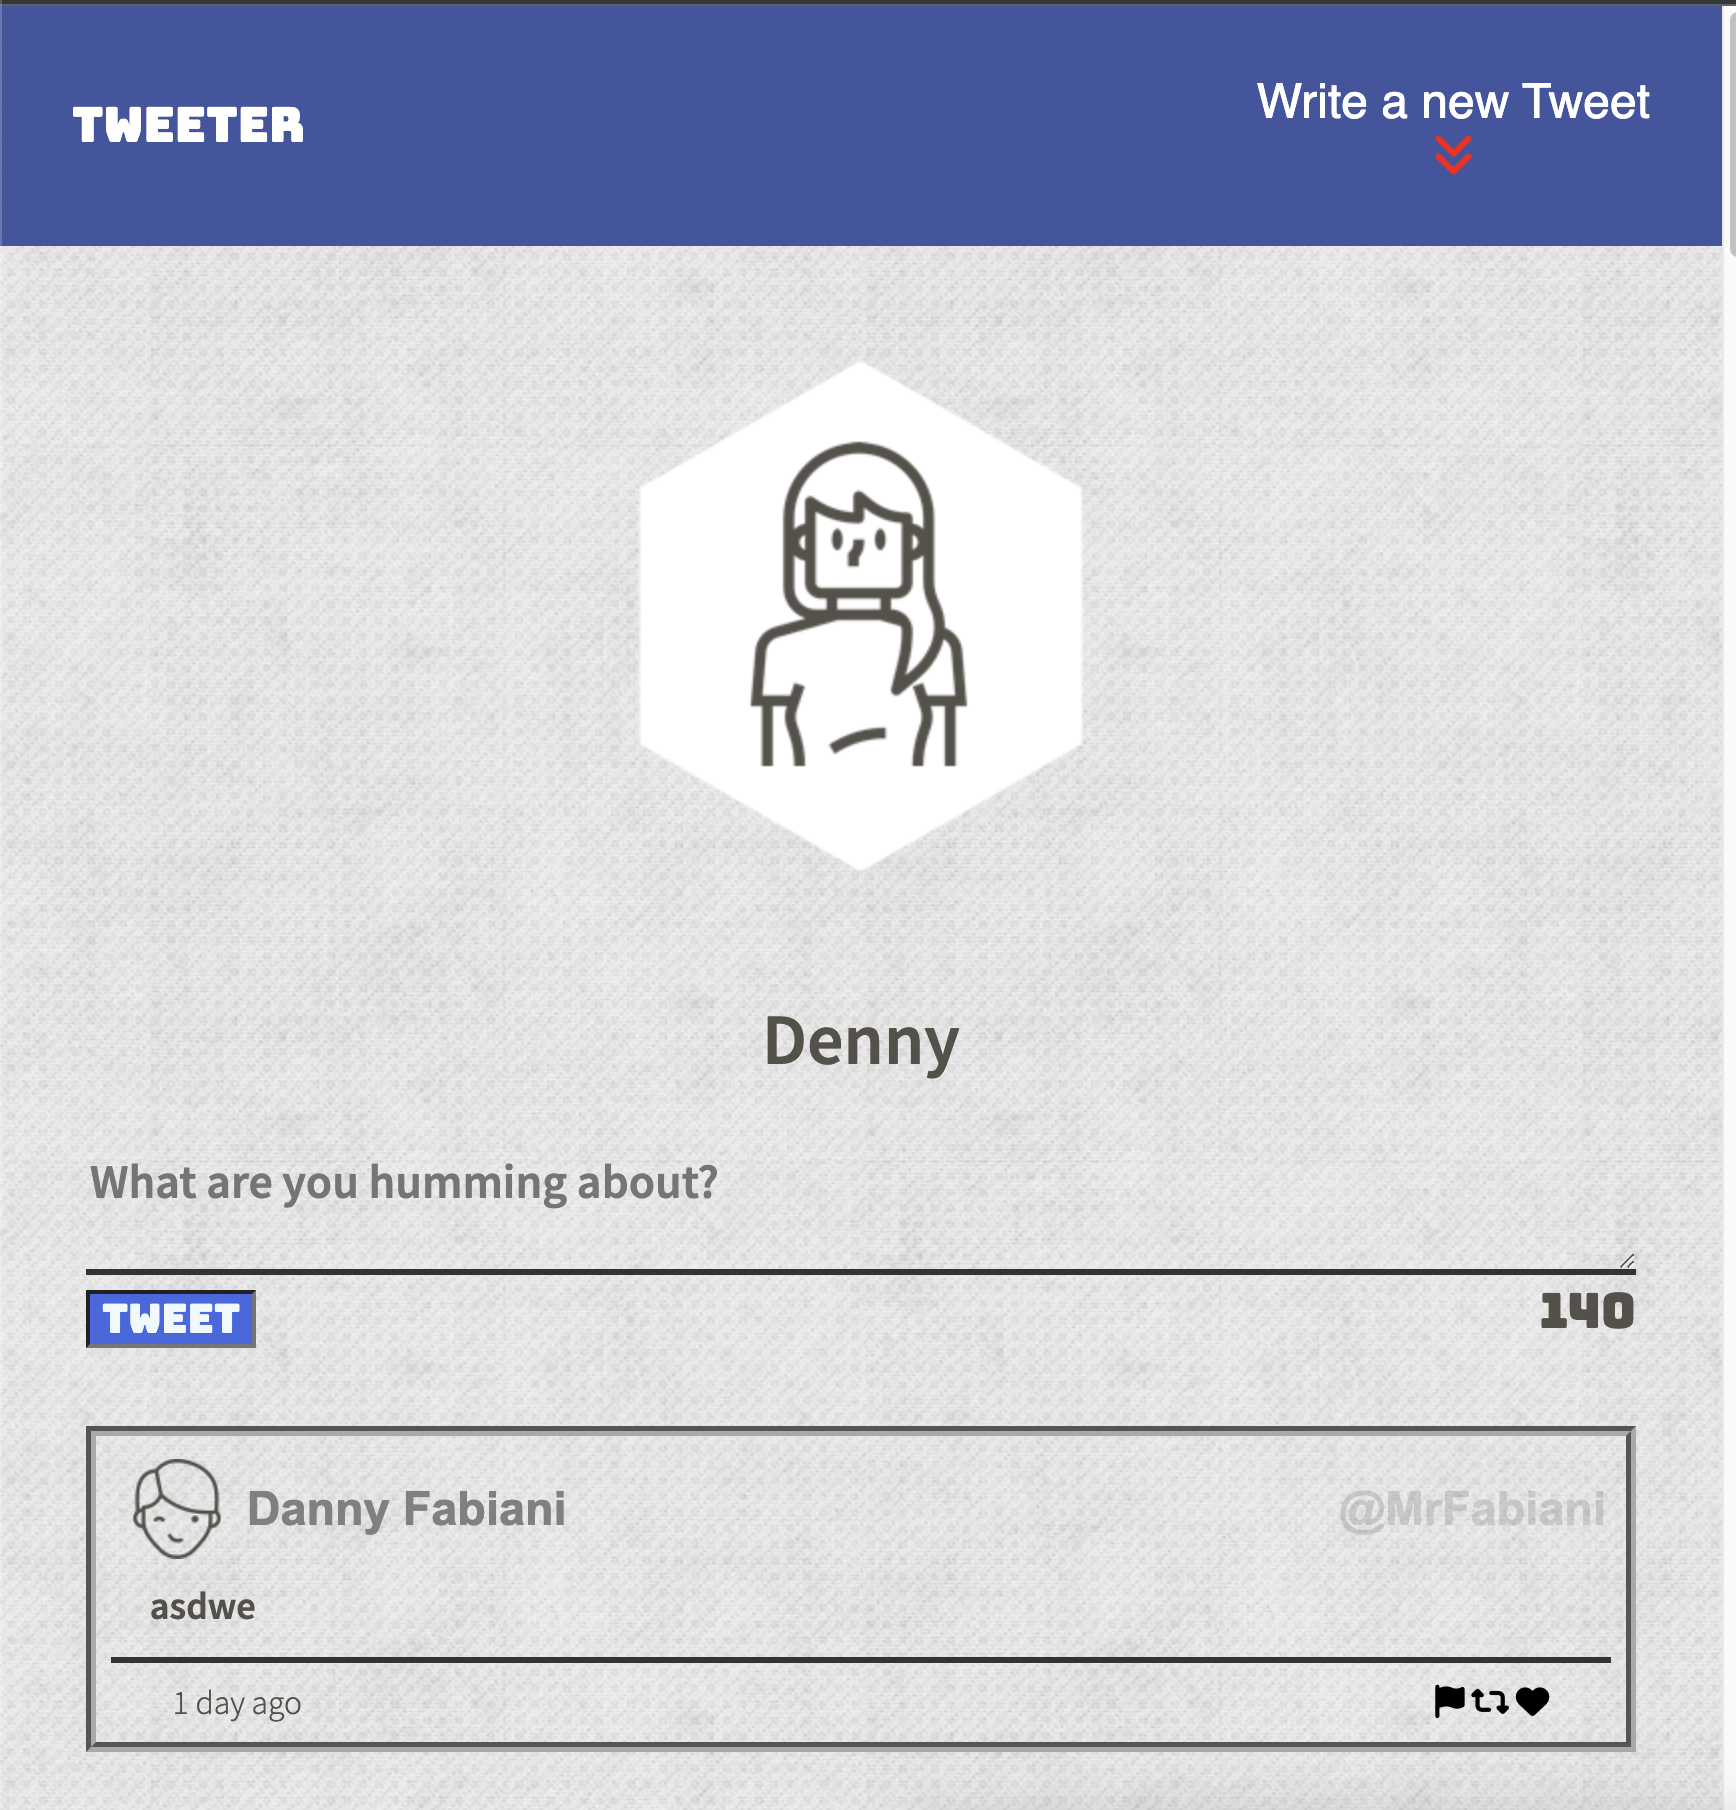 TWEETER
Write a new Tweet
Denny
What are you humming about?
TWEET
140
Danny Fabiani
@MrFabiani
asdwe
1 day ago